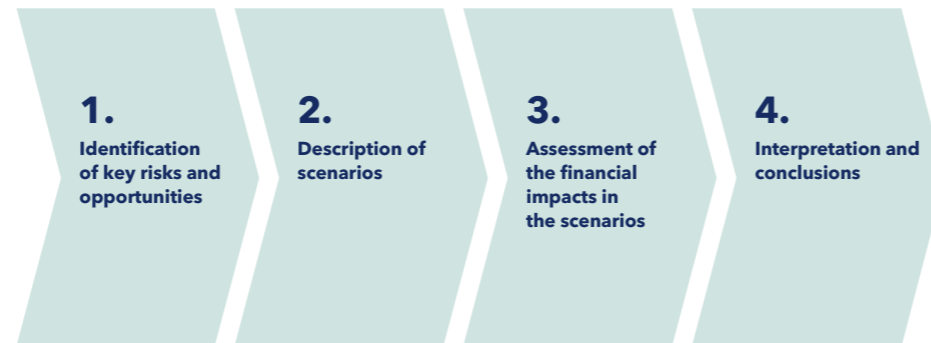 1.
Identification
of key risks and
opportunities
2.
Description of
scenarios
3.
Assessment of
the financial
impacts in
the scenarios
4.
Interpretation and
conclusions